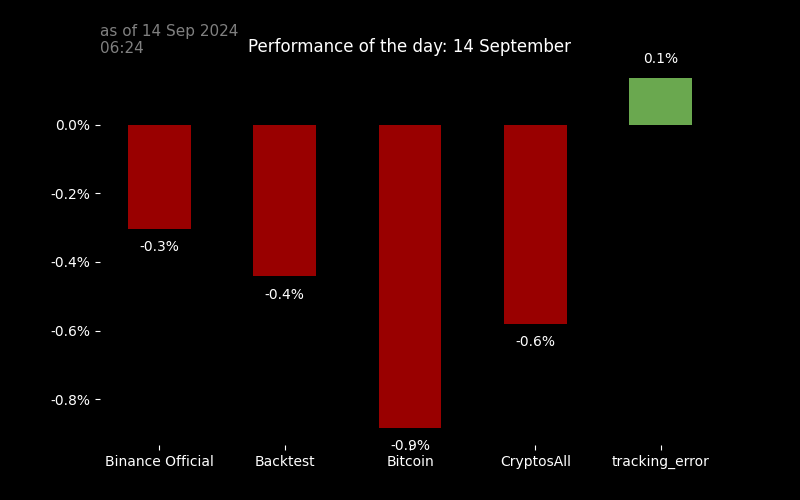 as of 14 Sep 2024
06:24
Performance of the day: 14 September
0.1%
0.0%
-0.2%
-0.3%
-0.4%
-0.4%
-0.6%
-0.6%
-0.8%
-0.9%
Binance Official
Backtest
Bitcoin
CryptosAll
tracking_error